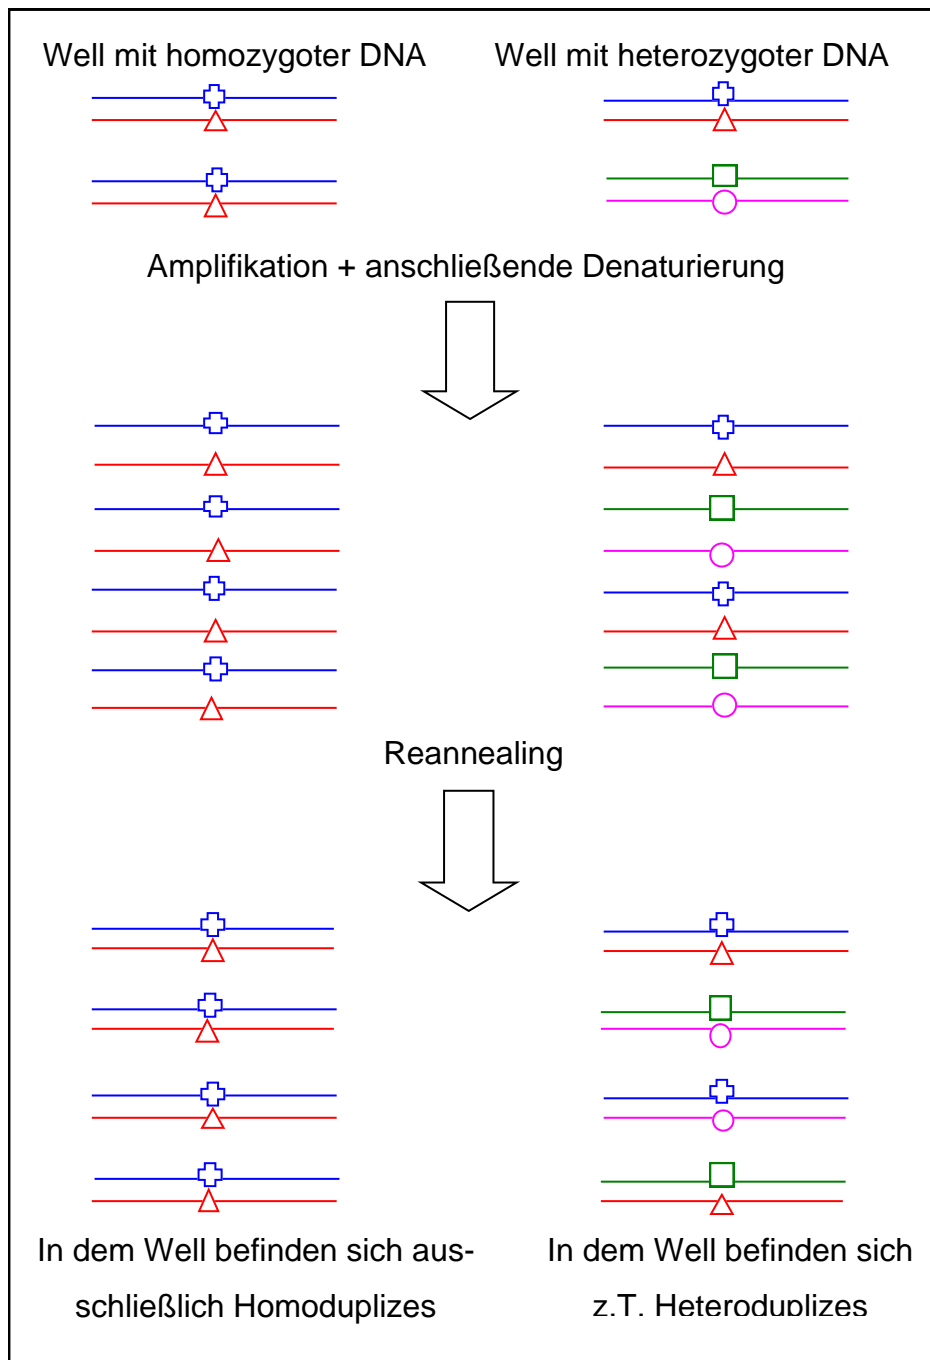 Well mit homozygoter DNA
Well mit heterozygoter DNA
Amplifikation + anschließende Denaturierung
Reannealing
In dem Well befinden sich aus-
schließlich Homoduplizes
In dem Well befinden sich
z.T. Heteroduplizes